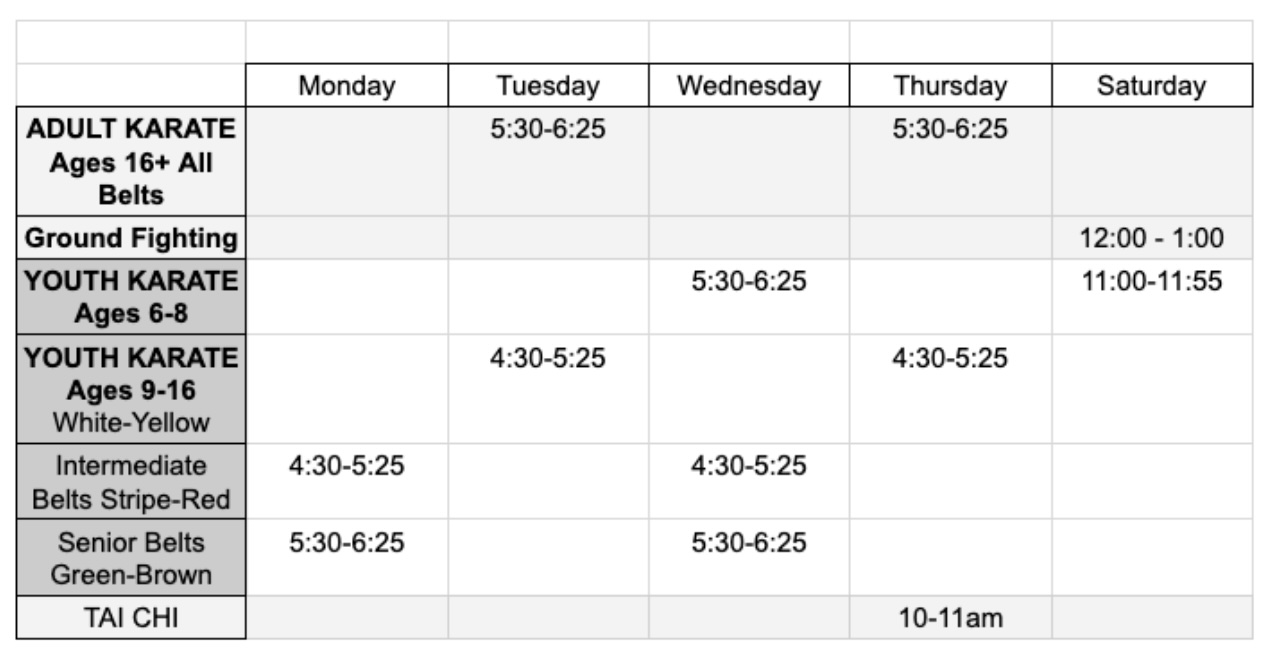 Monday Tuesday Wednesday Thursday Saturday
ADULT KARATE 5:30-6:25 5:30-6:25
Ages 16+ All
Belts
Ground Fighting 12:00 - 1:00
YOUTH KARATE 5:30-6:25 11:00-11:55
Ages 6-8
YOUTH KARATE 4:30-5:25 4:30-5:25
Ages 9-16
White-Yellow
Intermediate 4:30-5:25 4:30-5:25
Belts Stripe-Red
Senior Belts 5:30-6:25 5:30-6:25
Green-Brown
TAI CHI 10-11am